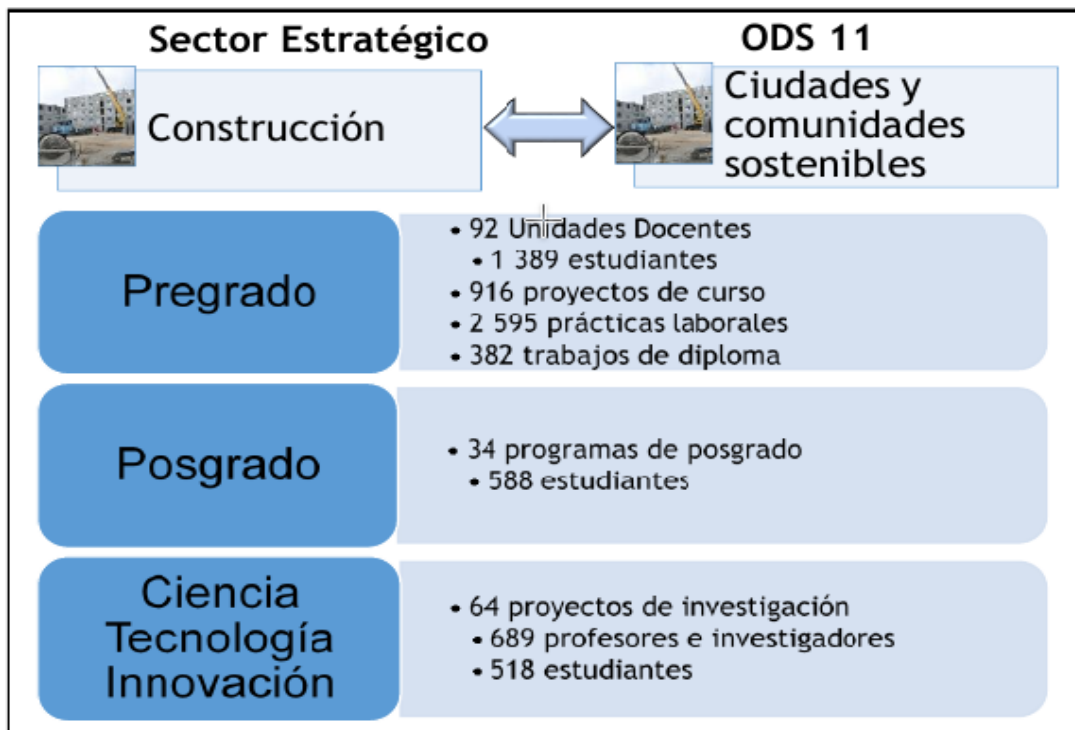 Sector Estratégico
ODS 11
Construcción
Ciudades y
comunidades
sostenibles
Pregrado
• 92 Unidades Docentes
• 1 389 estudiantes
• 916 proyectos de curso
• 2 595 prácticas laborales
• 382 trabajos de diploma
Posgrado
• 34 programas de posgrado
• 588 estudiantes
Ciencia
Tecnología
Innovación
• 64 proyectos de investigación
• 689 profesores e investigadores
• 518 estudiantes